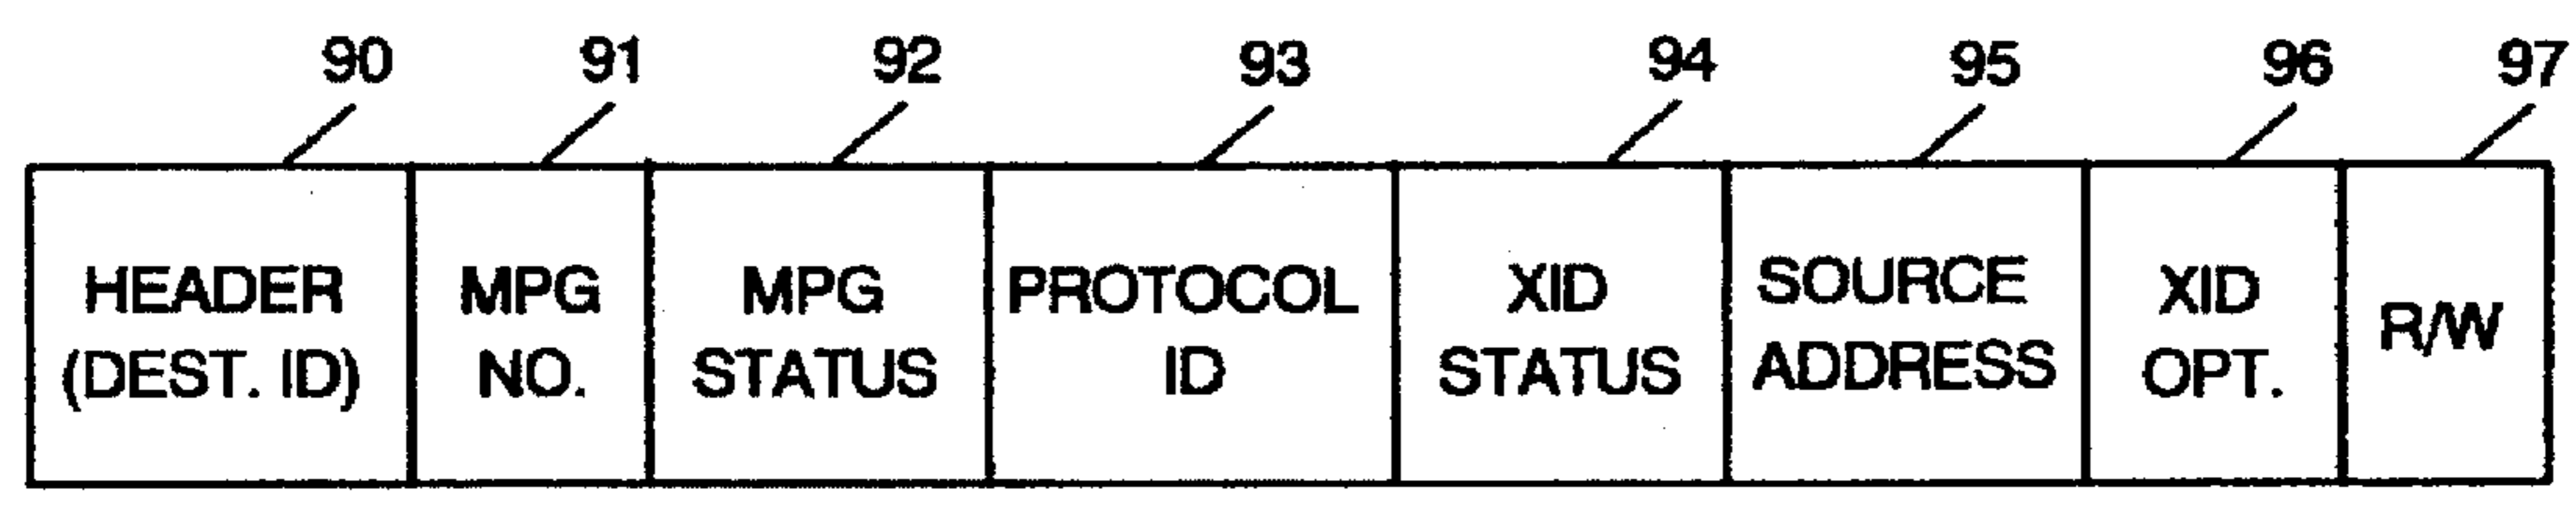 90 91 92 93 94 95 96 97
HEADER (DEST. ID)
MPG NO.
MPG STATUS
PROTOCOL ID
XID STATUS
SOURCE ADDRESS
XID OPT.
R/W